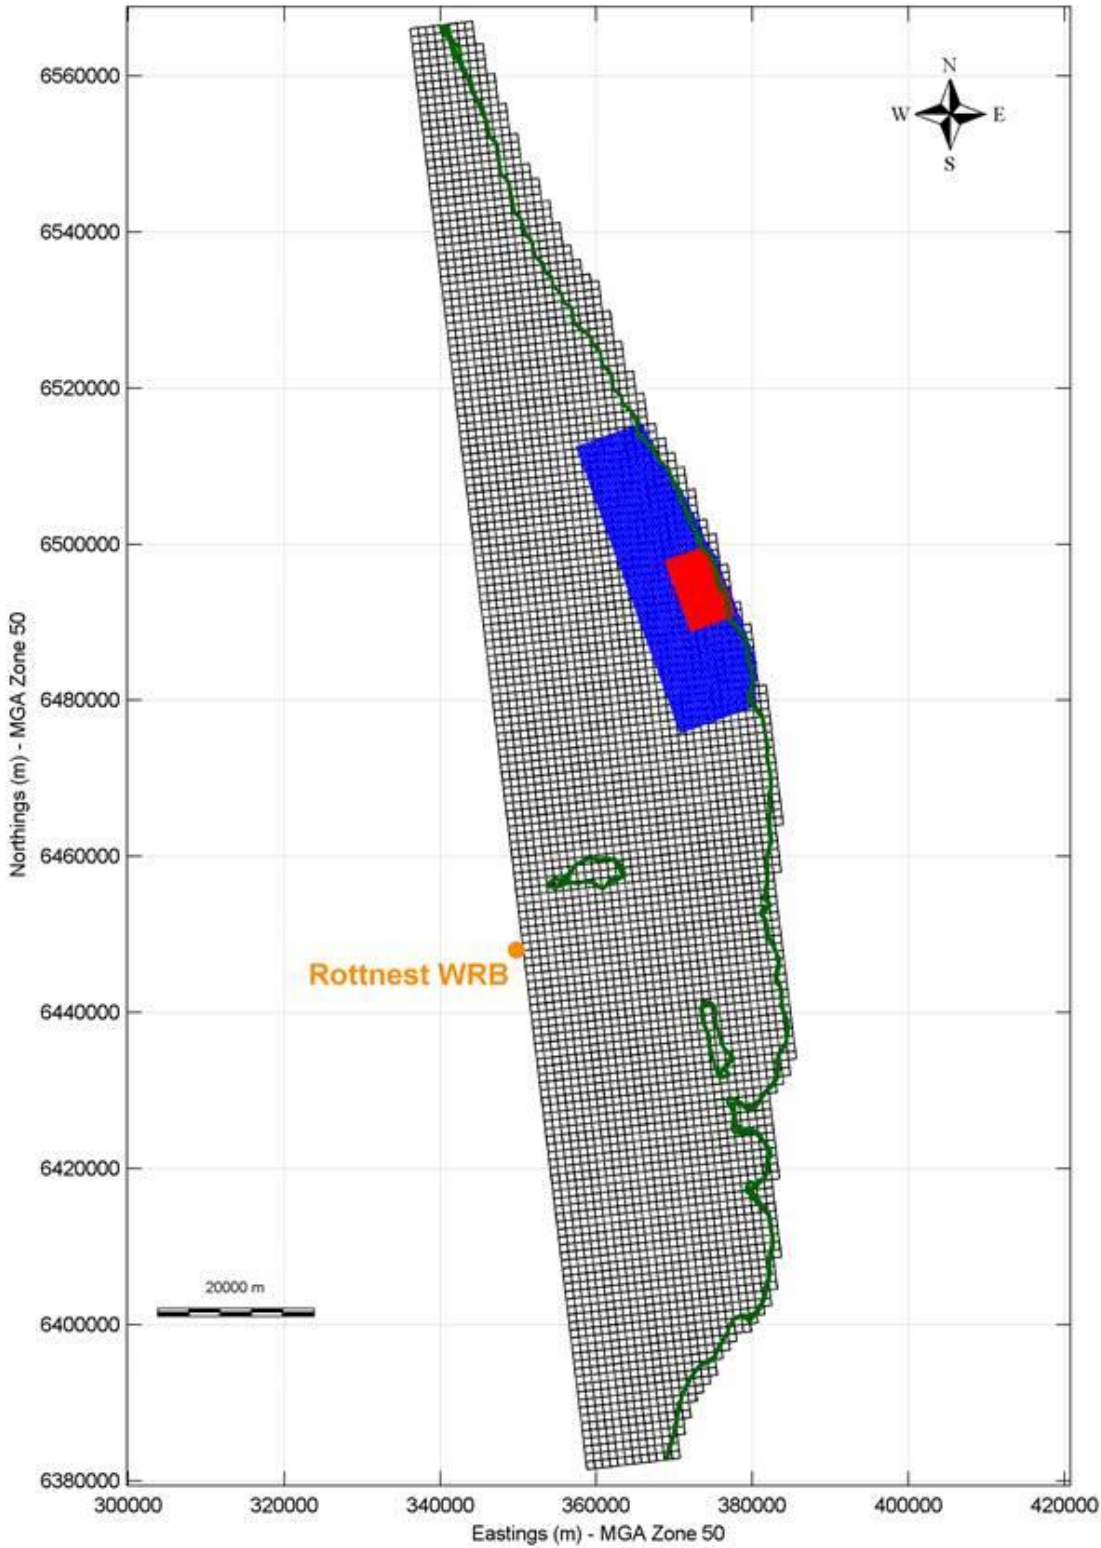 N
W E
S
6560000
6540000
6520000
6500000
6480000
6460000
6440000
6420000
6400000
6380000
Northings (m) - MGA Zone 50
Rottnest WRB
20000 m
300000 320000 340000 360000 380000 400000 420000
Eastings (m) - MGA Zone 50